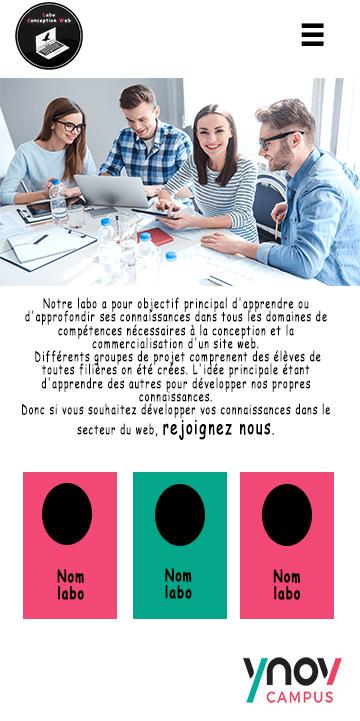 Labo
Conception Web
Notre labo a pour objectif principal d'apprendre ou
d'approfondir ses connaissances dans tous les domaines de
compétences nécessaires à la conception et la
commercialisation d'un site web.
Différents groupes de projet comprenent des élèves de
toutes filières on été crées. L'idée principale étant
d'apprendre des autres pour développer nos propres
connaissances.
Donc si vous souhaitez développer vos connaissances dans le
secteur du web, rejoignez nous.
Nom
labo
Nom
labo
Nom
labo
ynov
CAMPUS